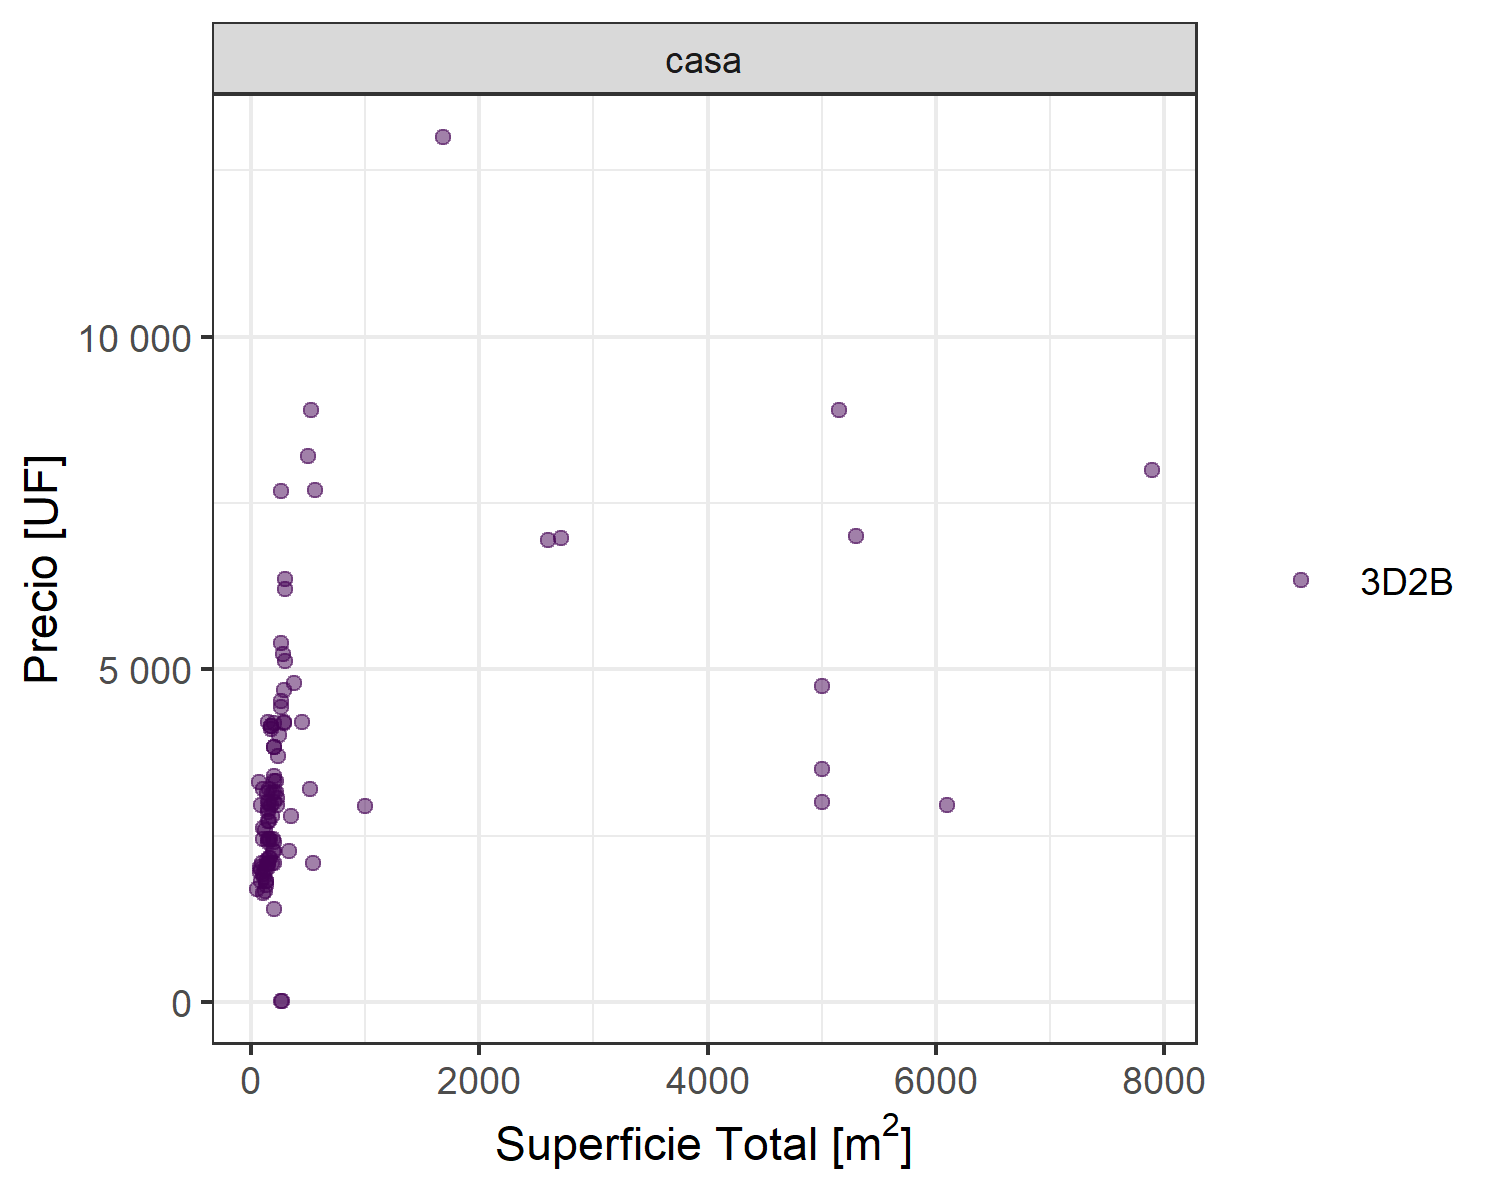 casa
10 000
5 000
0
Precio [UF]
0 2000 4000 6000 8000
Superficie Total [m²]
3D2B